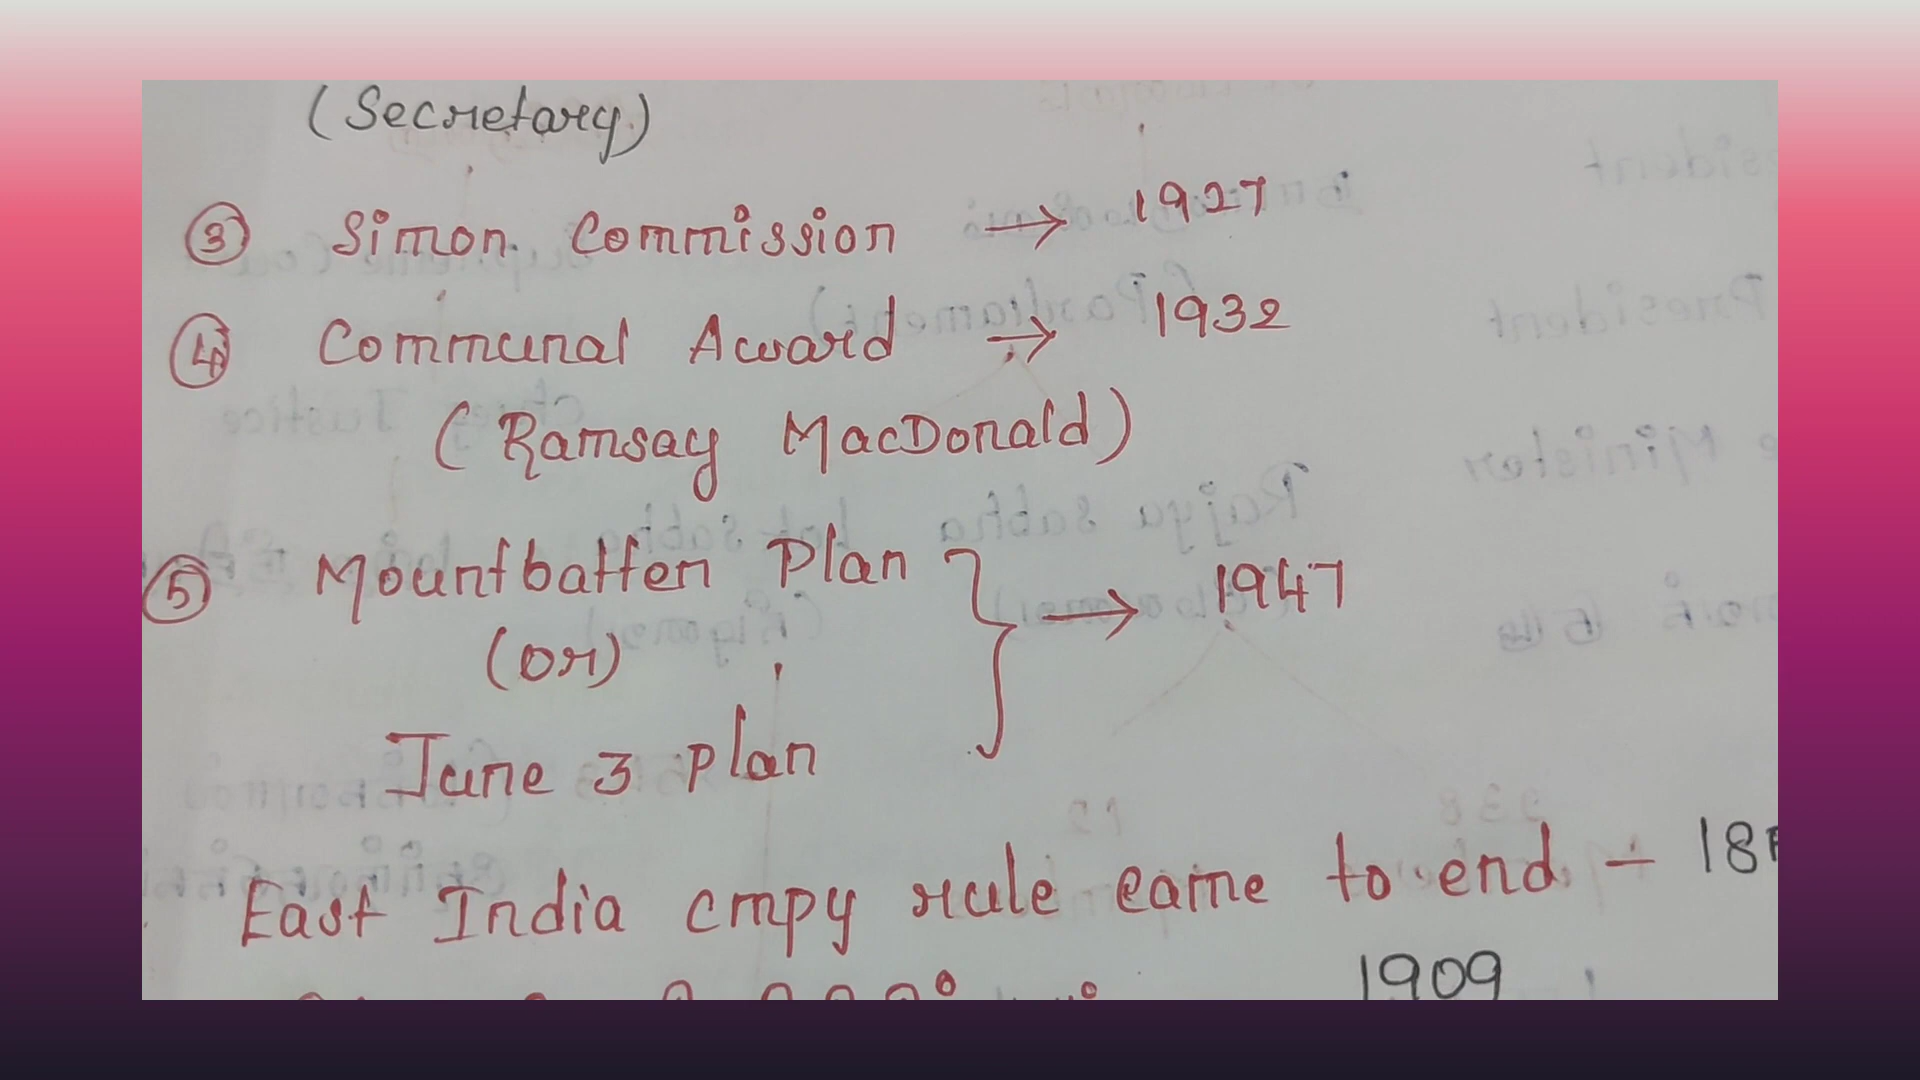 (Secretary)
③ Simon Commission → 1927
④ Communal Award → 1932
(Ramsay MacDonald)
⑤ Mountbatten Plan } → 1947
(or)
June 3 plan
East India cmpy rule came to end - 18
1909